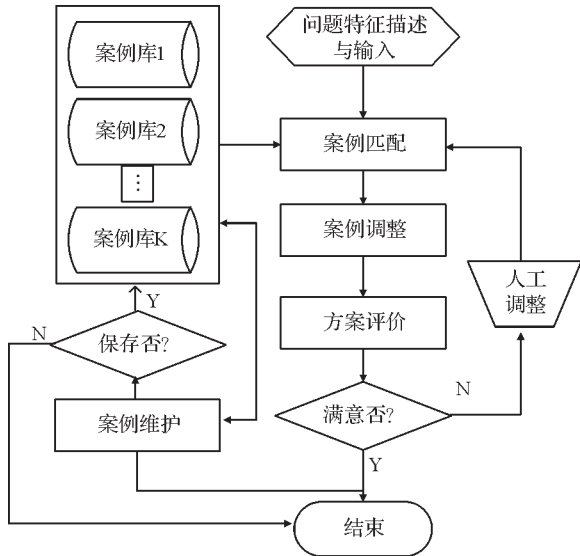 案例库1
案例库2
⋮
案例库K
问题特征描述
与输入
案例匹配
案例调整
方案评价
人工
调整
满意否?
N
Y
Y
N
保存否?
案例维护
结束